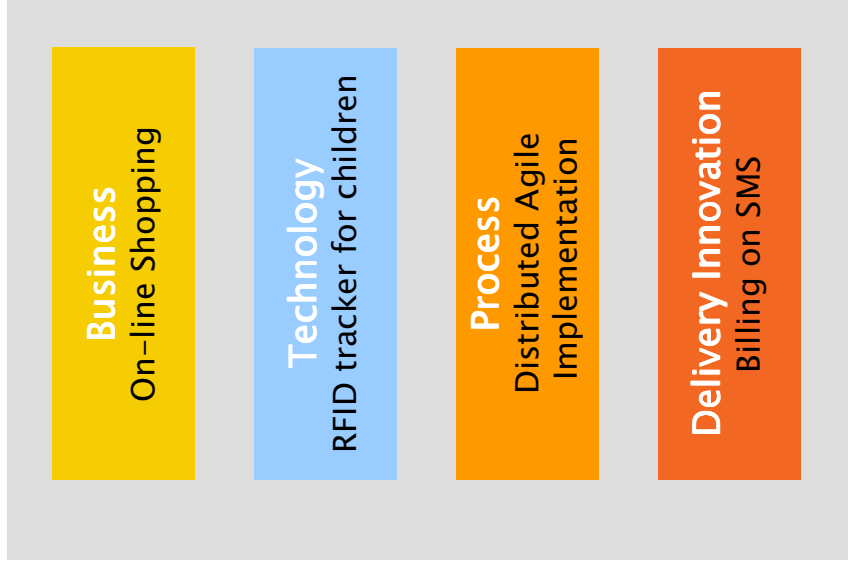 Business
On-line Shopping
Technology
RFID tracker for children
Process
Distributed Agile
Implementation
Delivery Innovation
Billing on SMS